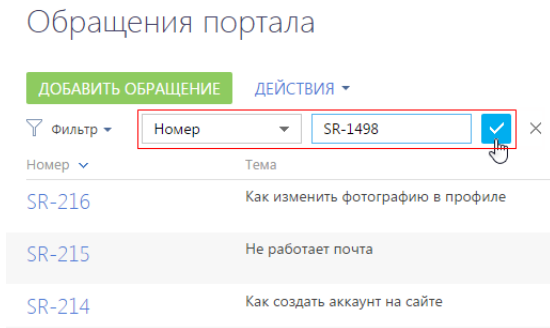 Обращения портала
ДОБАВИТЬ ОБРАЩЕНИЕ ДЕЙСТВИЯ
Фильтр Номер SR-1498
Номер Тема
SR-216 Как изменить фотографию в профиле
SR-215 Не работает почта
SR-214 Как создать аккаунт на сайте